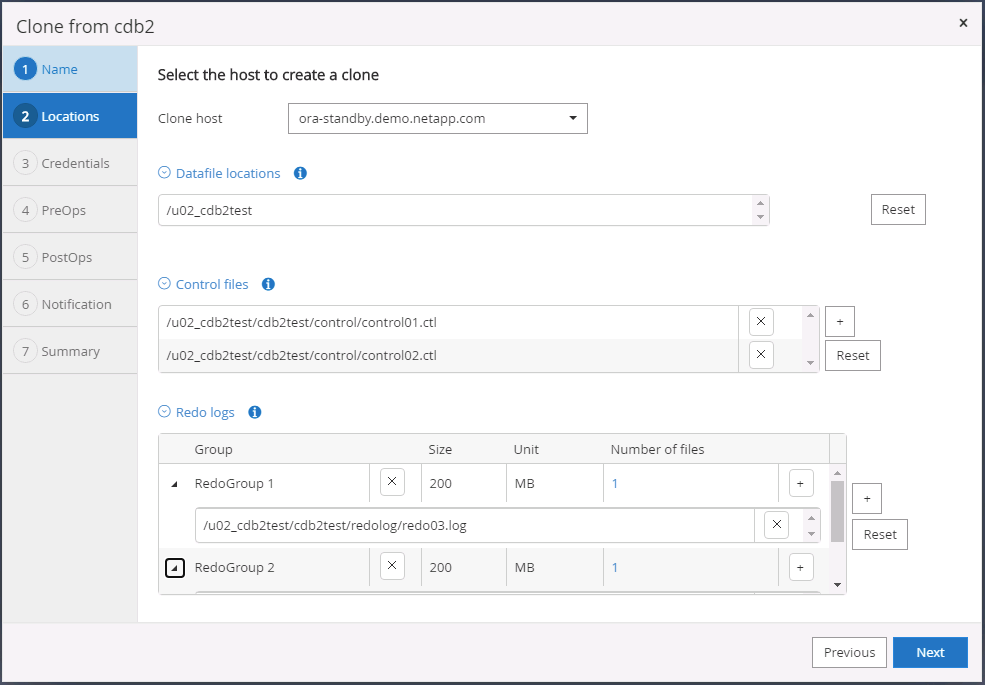 Clone from cdb2
×
1 Name
2 Locations
3 Credentials
4 PreOps
5 PostOps
6 Notification
7 Summary
Select the host to create a clone
Clone host ora-standby.demo.netapp.com
Datafile locations i
/u02_cdb2test Reset
Control files i
/u02_cdb2test/cdb2test/control/control01.ctl × +
/u02_cdb2test/cdb2test/control/control02.ctl × Reset
Redo logs i
Group Size Unit Number of files
RedoGroup 1 × 200 MB 1 + +
/u02_cdb2test/cdb2test/redolog/redo03.log × Reset
RedoGroup 2 × 200 MB 1 +
Previous Next